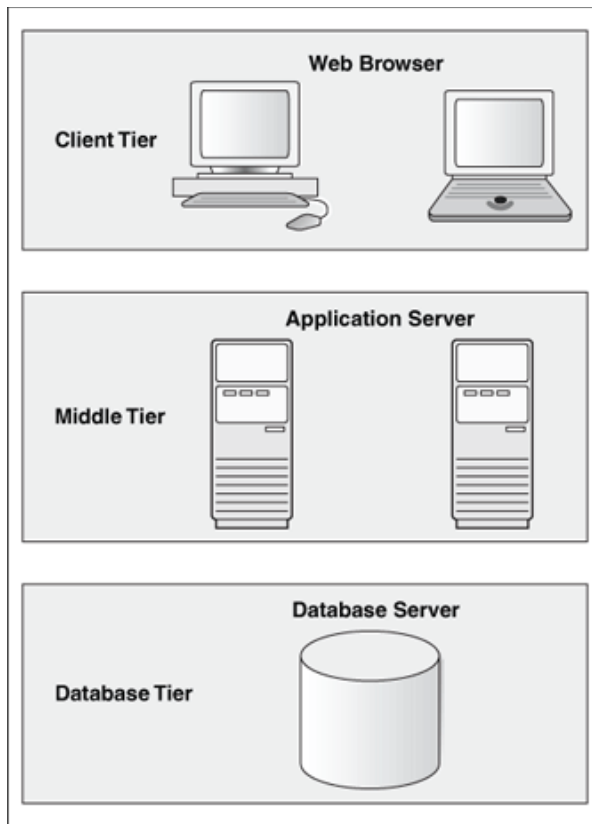 Web Browser
Client Tier
Application Server
Middle Tier
Database Server
Database Tier